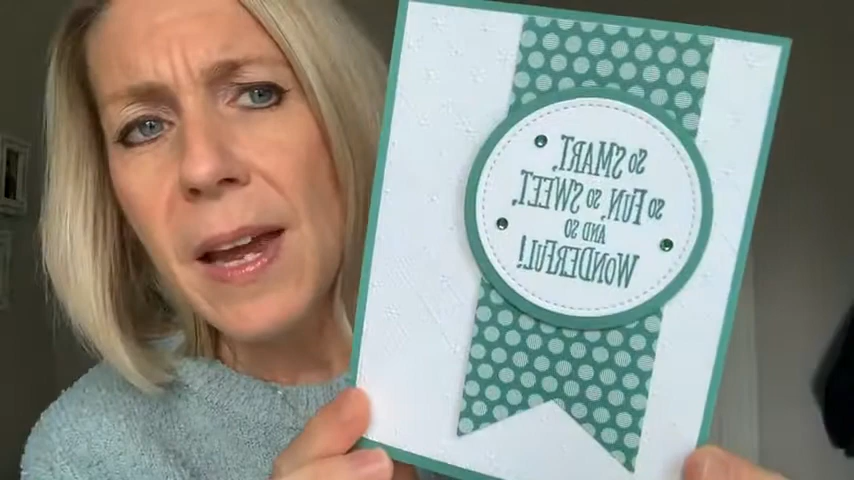 SO SMART,
SO FUN, SO SWEET,
AND SO
WONDERFUL!